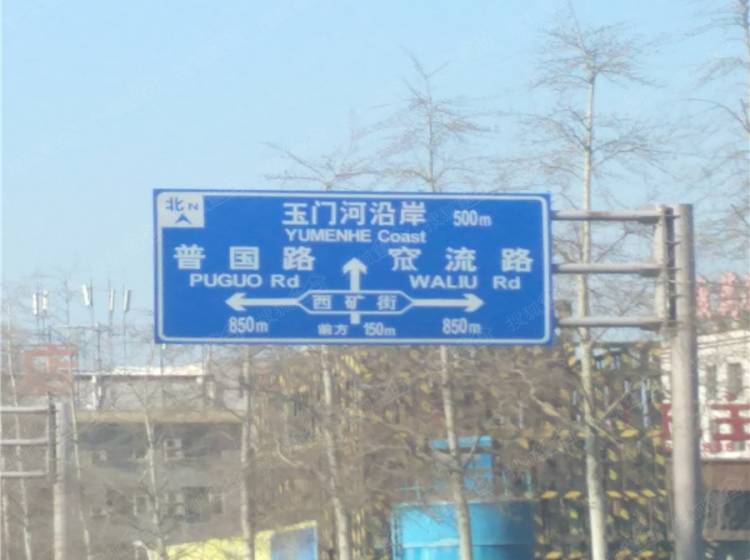 北 N
玉门河沿岸 500m
YUMENHE Coast
普国路 窊流路
PUGUO Rd WALIU Rd
西矿街
850m 前方 150m 850m